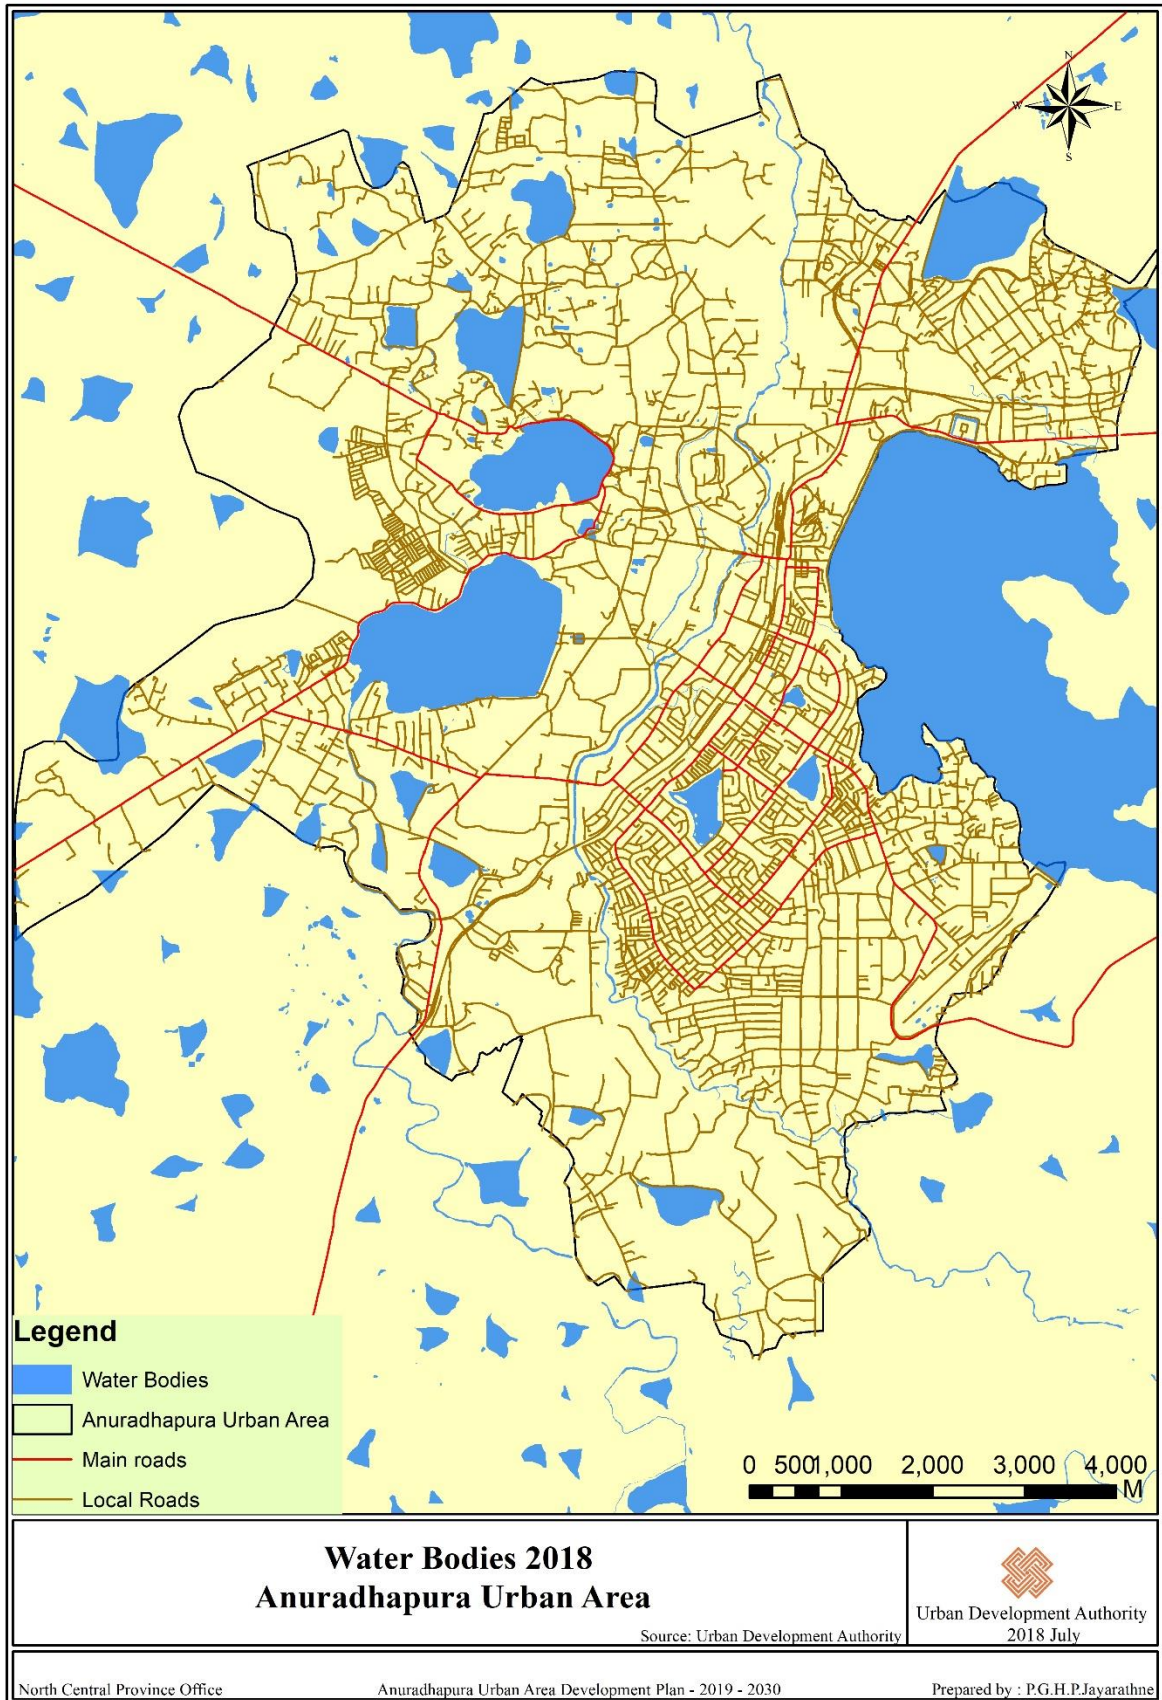 N
W
E
S
Legend
Water Bodies
Anuradhapura Urban Area
Main roads
Local Roads
0 500 1,000 2,000 3,000 4,000
M
Water Bodies 2018
Anuradhapura Urban Area
Source: Urban Development Authority
Urban Development Authority
2018 July
North Central Province Office
Anuradhapura Urban Area Development Plan - 2019 - 2030
Prepared by : P.G.H.P.Jayarathne